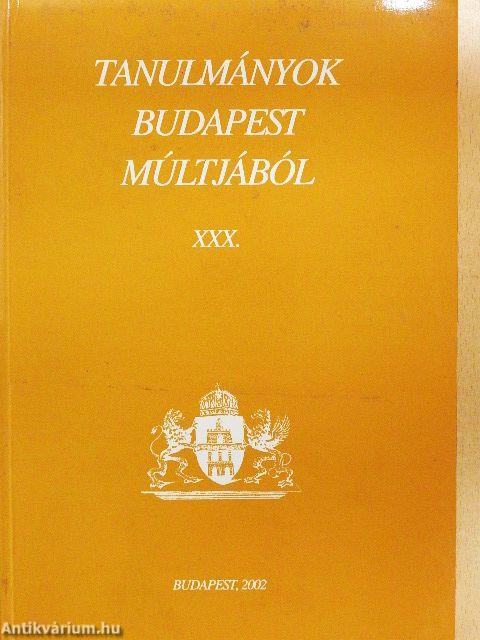 TANULMÁNYOK
BUDAPEST
MÚLTJÁBÓL
XXX.
BUDAPEST, 2002
Antikvárium.hu